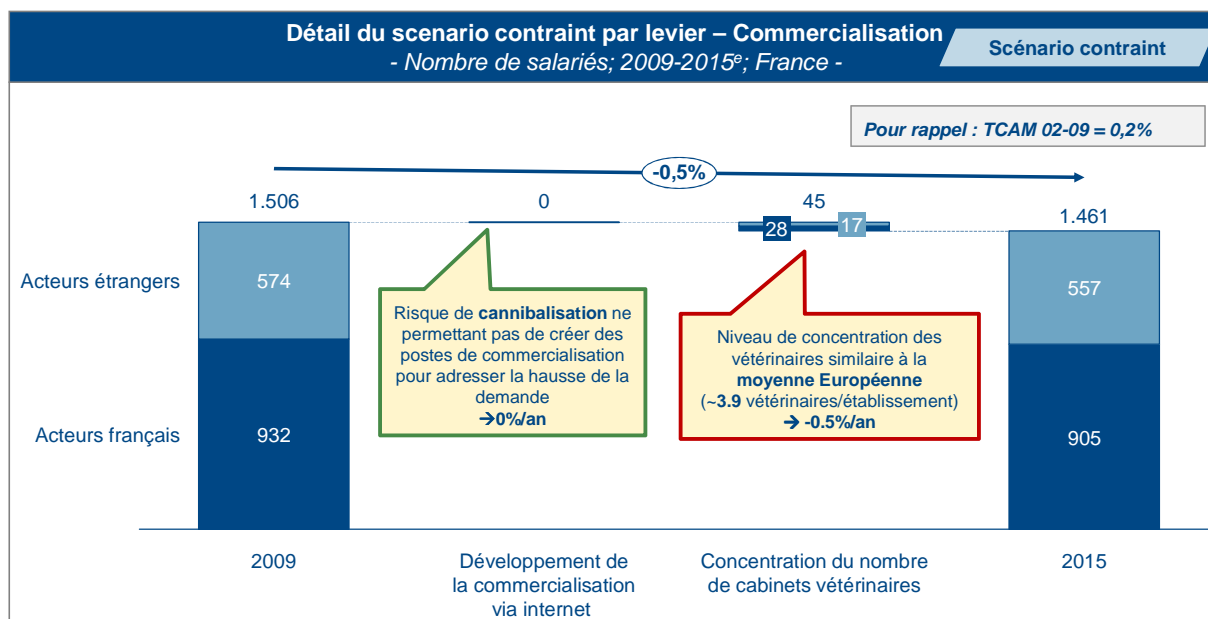 Détail du scenario contraint par levier – Commercialisation
- Nombre de salariés; 2009-2015ᵉ; France -
Scénario contraint
Pour rappel : TCAM 02-09 = 0,2%
-0,5%
1.506
0
45
1.461
28
17
Acteurs étrangers
574
557
Risque de cannibalisation ne
permettant pas de créer des
postes de commercialisation
pour adresser la hausse de la
demande
→0%/an
Niveau de concentration des
vétérinaires similaire à la
moyenne Européenne
(~3.9 vétérinaires/établissement)
→ -0.5%/an
Acteurs français
932
905
2009
Développement de
la commercialisation
via internet
Concentration du nombre
de cabinets vétérinaires
2015